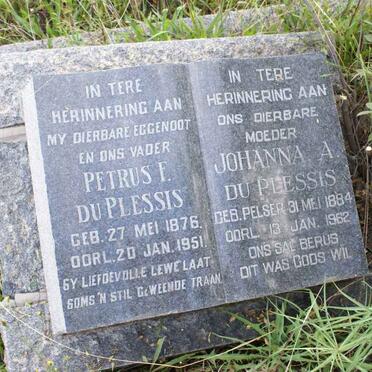 IN TERE
HERINNERING AAN
MY DIERBARE EGGENOOT
EN ONS VADER
PETRUS F.
DU PLESSIS
GEB. 27 MEI 1876.
OORL. 20 JAN. 1951.
SY LIEFDEVOLLE LEWE LAAT
SOMS 'N STIL GEWEENDE TRAAN
IN TERE
HERINNERING AAN
ONS DIERBARE
MOEDER
JOHANNA A.
DU PLESSIS
GEB. PELSER 31 MEI 1884
OORL. 13 JAN. 1962
ONS SAL BERUS
DIT WAS GODS WIL